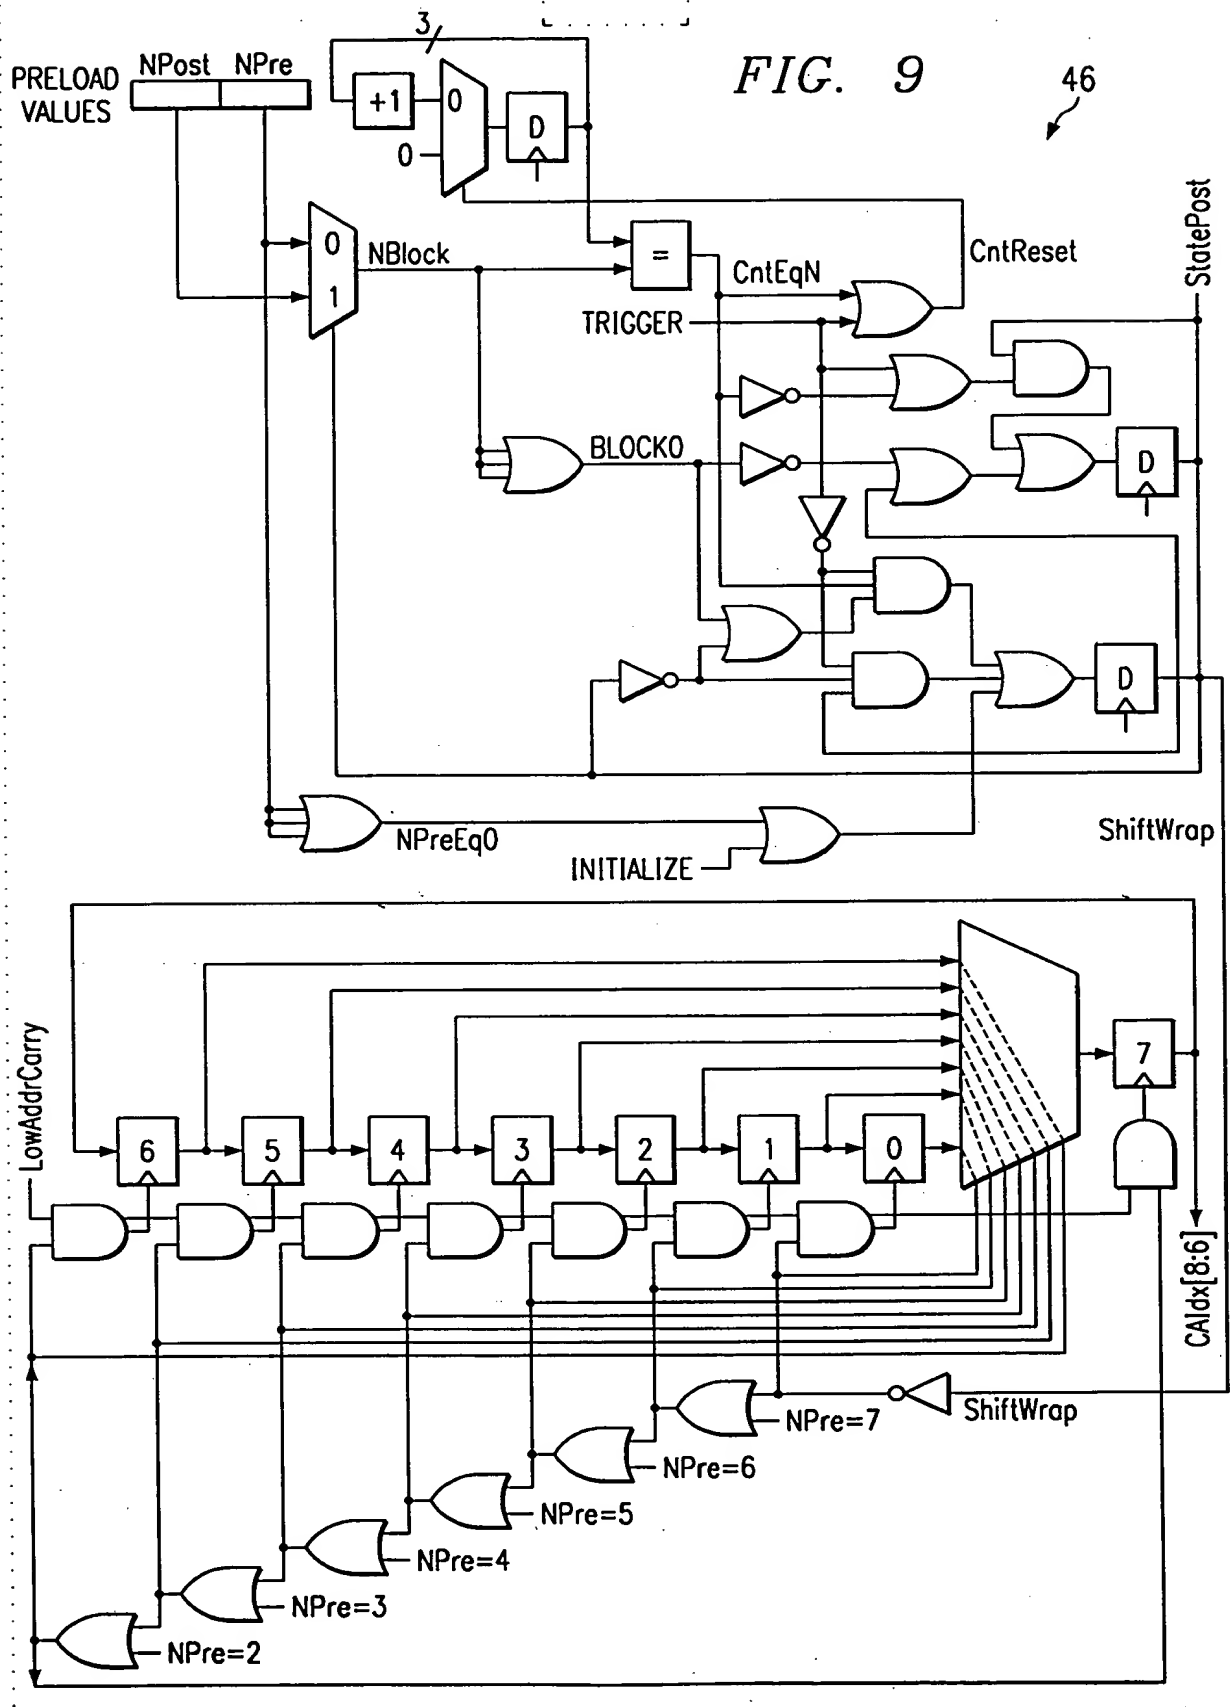 FIG. 9
46
3
NPost NPre
PRELOAD
VALUES
+1
0
0
D
0
1
NBlock
=
CntEqN
CntReset
StatePost
TRIGGER
BLOCK0
D
D
NPreEq0
INITIALIZE
ShiftWrap
LowAddrCarry
6
5
4
3
2
1
0
7
CAIdx[8:6]
ShiftWrap
NPre=7
NPre=6
NPre=5
NPre=4
NPre=3
NPre=2